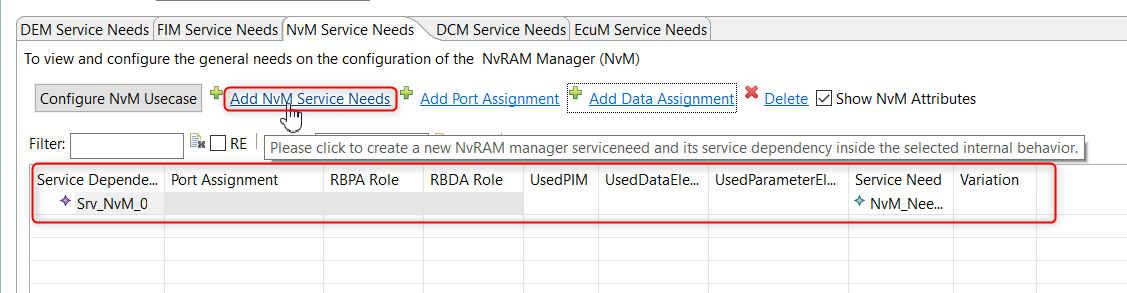 DEM Service Needs FIM Service Needs NvM Service Needs DCM Service Needs EcuM Service Needs
To view and configure the general needs on the configuration of the NvRAM Manager (NvM)
Configure NvM Usecase Add NvM Service Needs Add Port Assignment Add Data Assignment Delete Show NvM Attributes
Filter: RE
Please click to create a new NvRAM manager serviceneed and its service dependency inside the selected internal behavior.
Service Depende... Port Assignment RBPA Role RBDA Role UsedPIM UsedDataEle... UsedParameterEl... Service Need Variation
Srv_NvM_0 NvM_Nee...